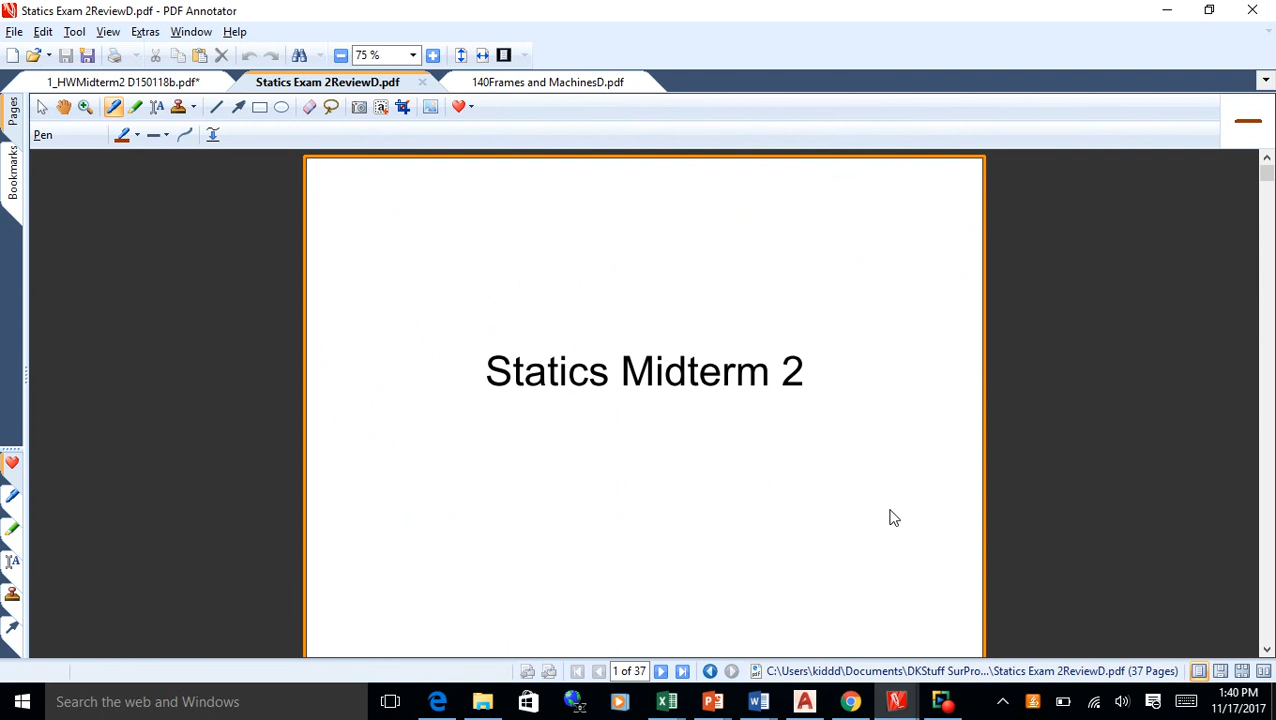 Statics Exam 2ReviewD.pdf - PDF Annotator
File Edit Tool View Extras Window Help
75 %
1_HWMidterm2 D150118b.pdf* Statics Exam 2ReviewD.pdf 140Frames and MachinesD.pdf
Pages
Pen
Bookmarks
Statics Midterm 2
1 of 37 C:\Users\kiddd\Documents\DKStuff SurPro...\Statics Exam 2ReviewD.pdf (37 Pages)
Search the web and Windows
1:40 PM
11/17/2017